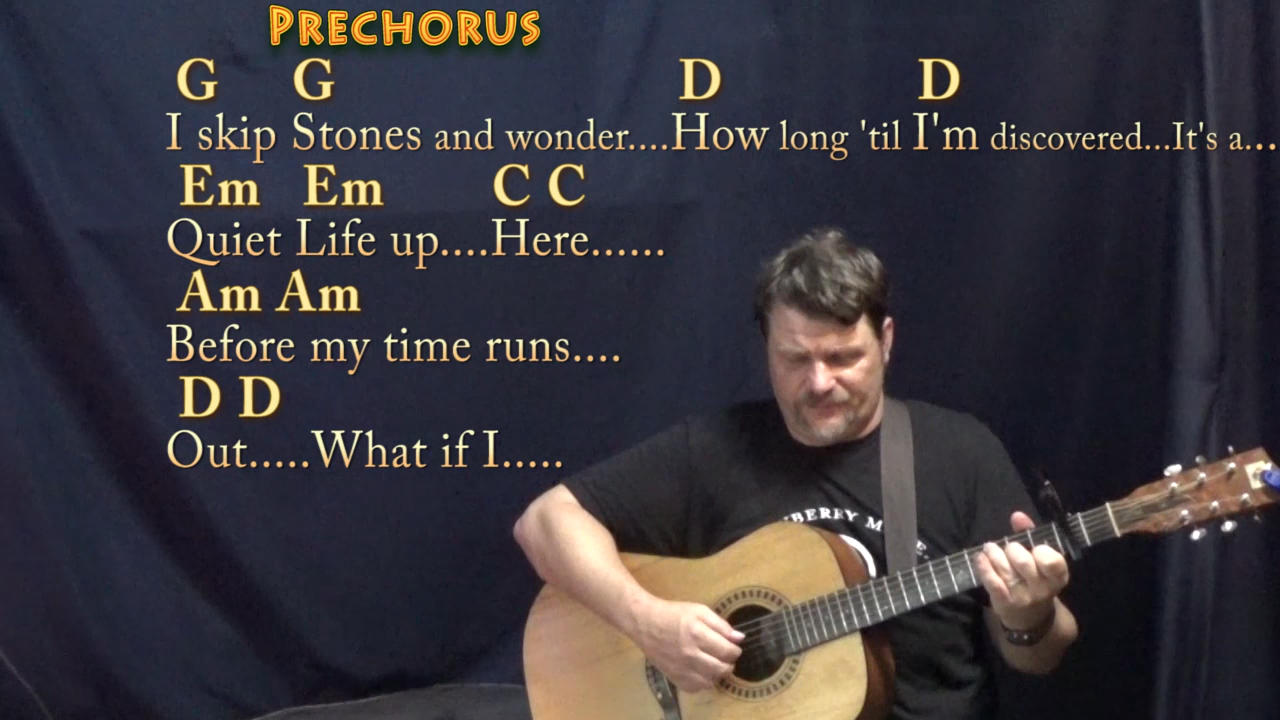 PRECHORUS
G G D D
I skip Stones and wonder....How long 'til I'm discovered...It's a...
Em Em C C
Quiet Life up....Here......
Am Am
Before my time runs....
D D
Out.....What if I.....